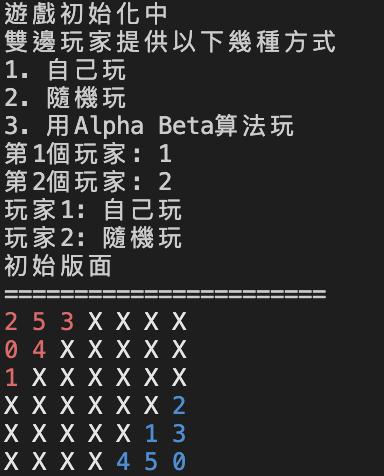 遊戲初始化中
雙邊玩家提供以下幾種方式
1. 自己玩
2. 隨機玩
3. 用Alpha Beta算法玩
第1個玩家: 1
第2個玩家: 2
玩家1: 自己玩
玩家2: 隨機玩
初始版面
=======================
2 5 3 X X X X
0 4 X X X X X
1 X X X X X X
X X X X X X 2
X X X X X 1 3
X X X X 4 5 0